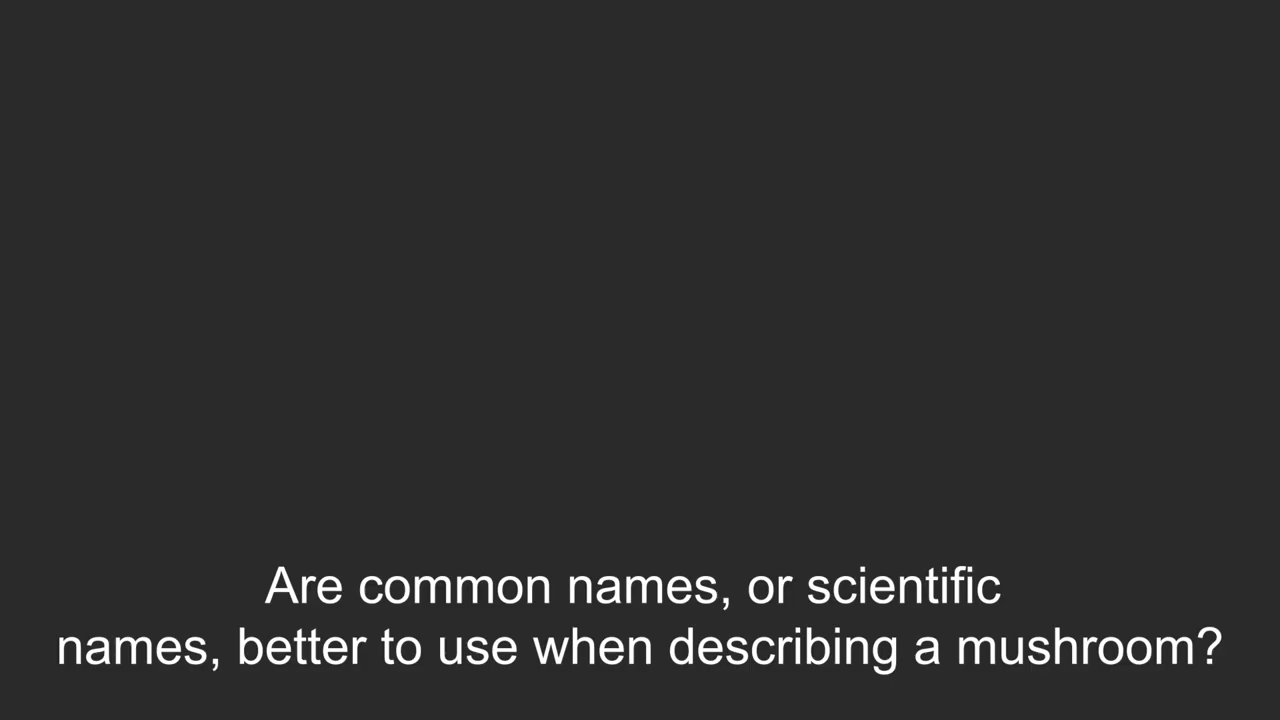 Are common names, or scientific
names, better to use when describing a mushroom?